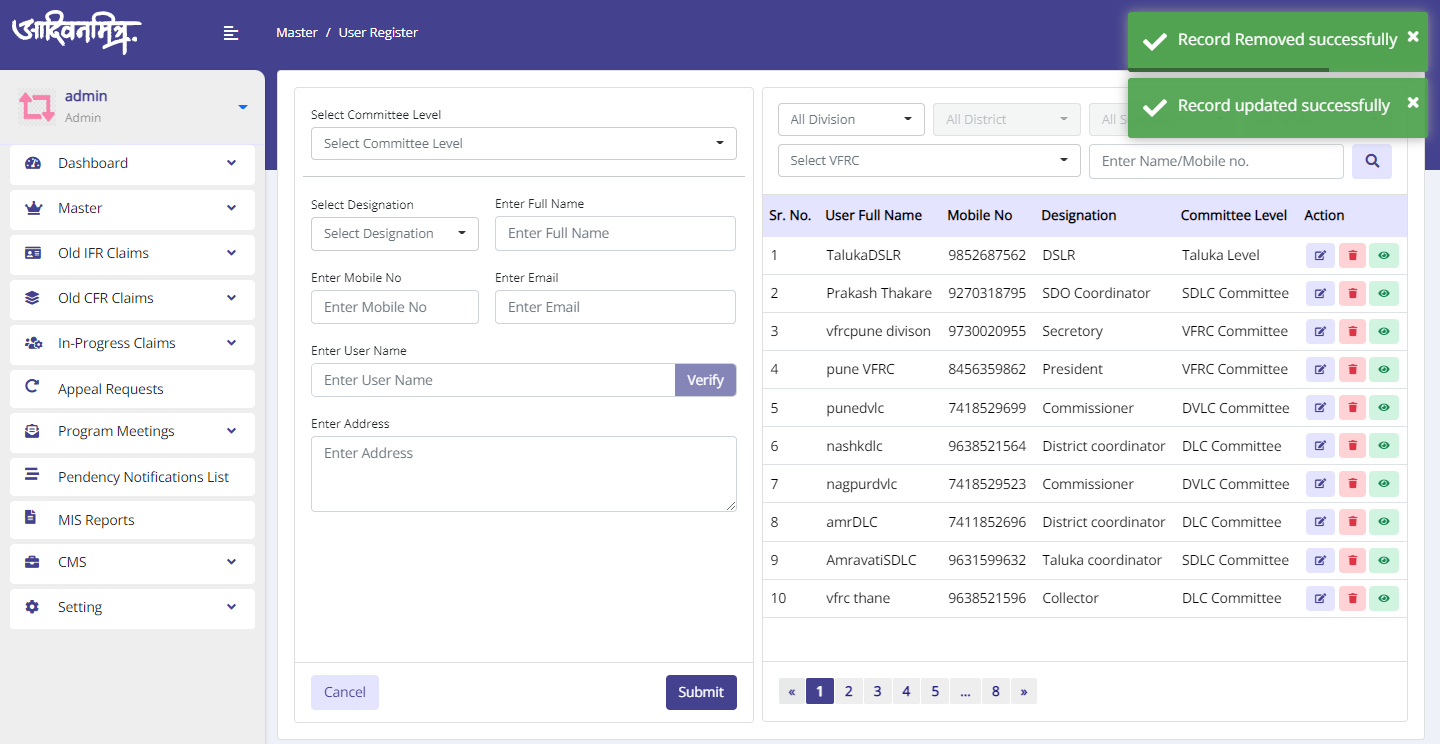 आदिवनमित्र
Master / User Register
Record Removed successfully
Record updated successfully
admin
Admin
Dashboard
Master
Old IFR Claims
Old CFR Claims
In-Progress Claims
Appeal Requests
Program Meetings
Pendency Notifications List
MIS Reports
CMS
Setting
Select Committee Level
Select Committee Level
Select Designation Enter Full Name
Select Designation Enter Full Name
Enter Mobile No Enter Email
Enter Mobile No Enter Email
Enter User Name
Enter User Name Verify
Enter Address
Enter Address
Cancel Submit
All Division All District All
Select VFRC Enter Name/Mobile no.
Sr. No. User Full Name Mobile No Designation Committee Level Action
1 TalukaDSLR 9852687562 DSLR Taluka Level
2 Prakash Thakare 9270318795 SDO Coordinator SDLC Committee
3 vfrcpune divison 9730020955 Secretory VFRC Committee
4 pune VFRC 8456359862 President VFRC Committee
5 punedvlc 7418529699 Commissioner DVLC Committee
6 nashkdlc 9638521564 District coordinator DLC Committee
7 nagpurdvlc 7418529523 Commissioner DVLC Committee
8 amrDLC 7411852696 District coordinator DLC Committee
9 AmravatiSDLC 9631599632 Taluka coordinator SDLC Committee
10 vfrc thane 9638521596 Collector DLC Committee
« 1 2 3 4 5 ... 8 »